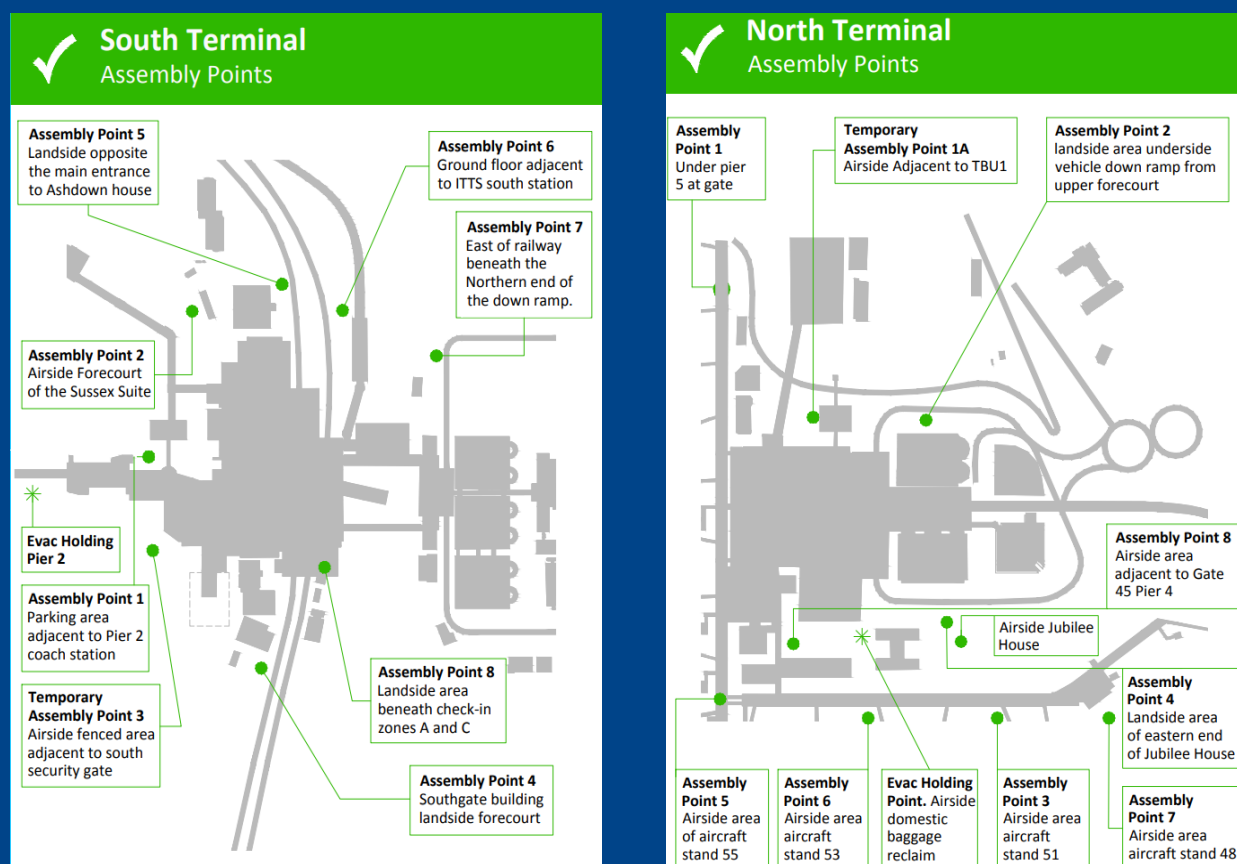 South Terminal
Assembly Points
Assembly Point 5
Landside opposite
the main entrance
to Ashdown house
Assembly Point 6
Ground floor adjacent
to ITTS south station
Assembly Point 7
East of railway
beneath the
Northern end of
the down ramp.
Assembly Point 2
Airside Forecourt
of the Sussex Suite
Evac Holding
Pier 2
Assembly Point 1
Parking area
adjacent to Pier 2
coach station
Temporary
Assembly Point 3
Airside fenced area
adjacent to south
security gate
Assembly Point 8
Landside area
beneath check-in
zones A and C
Assembly Point 4
Southgate building
landside forecourt
North Terminal
Assembly Points
Assembly
Point 1
Under pier
5 at gate
Temporary
Assembly Point 1A
Airside Adjacent to TBU1
Assembly Point 2
landside area underside
vehicle down ramp from
upper forecourt
Assembly Point 8
Airside area
adjacent to Gate
45 Pier 4
Airside Jubilee
House
Assembly
Point 4
Landside area
of eastern end
of Jubilee House
Assembly
Point 5
Airside area
of aircraft
stand 55
Assembly
Point 6
Airside area
aircraft
stand 53
Evac Holding
Point. Airside
domestic
baggage
reclaim
Assembly
Point 3
Airside area
aircraft
stand 51
Assembly
Point 7
Airside area
aircraft stand 48